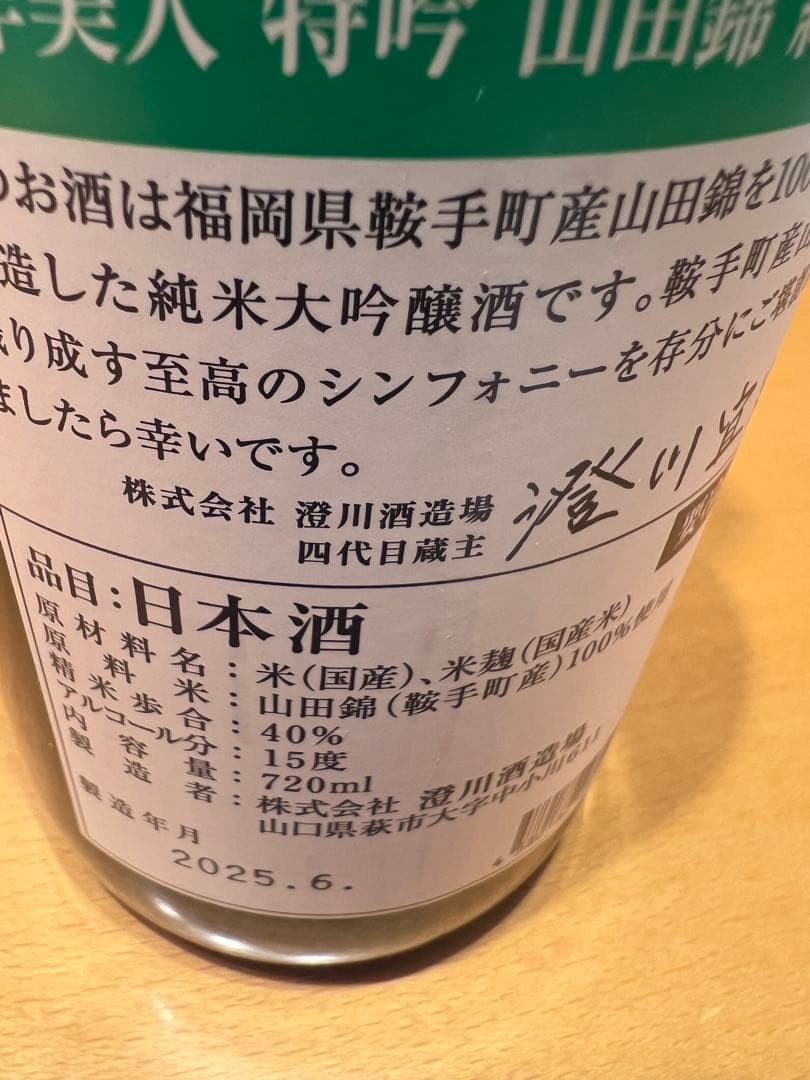 美人 特吟 山田錦
お酒は福岡県鞍手町産山田錦を100
造した純米大吟醸酒です。鞍手町産山
り成す至高のシンフォニーを存分にご堪
ましたら幸いです。
株式会社 澄川酒造場
四代目蔵主
澄川宜
品目:日本酒
原材料名:米(国産)、米麹(国産米)
原料米:山田錦(鞍手町産)100%使用
精米歩合:40%
アルコール分:15度
内容量:720ml
製造者:株式会社 澄川酒造場
山口県萩市大字中小川611
製造年月
2025.6.
4